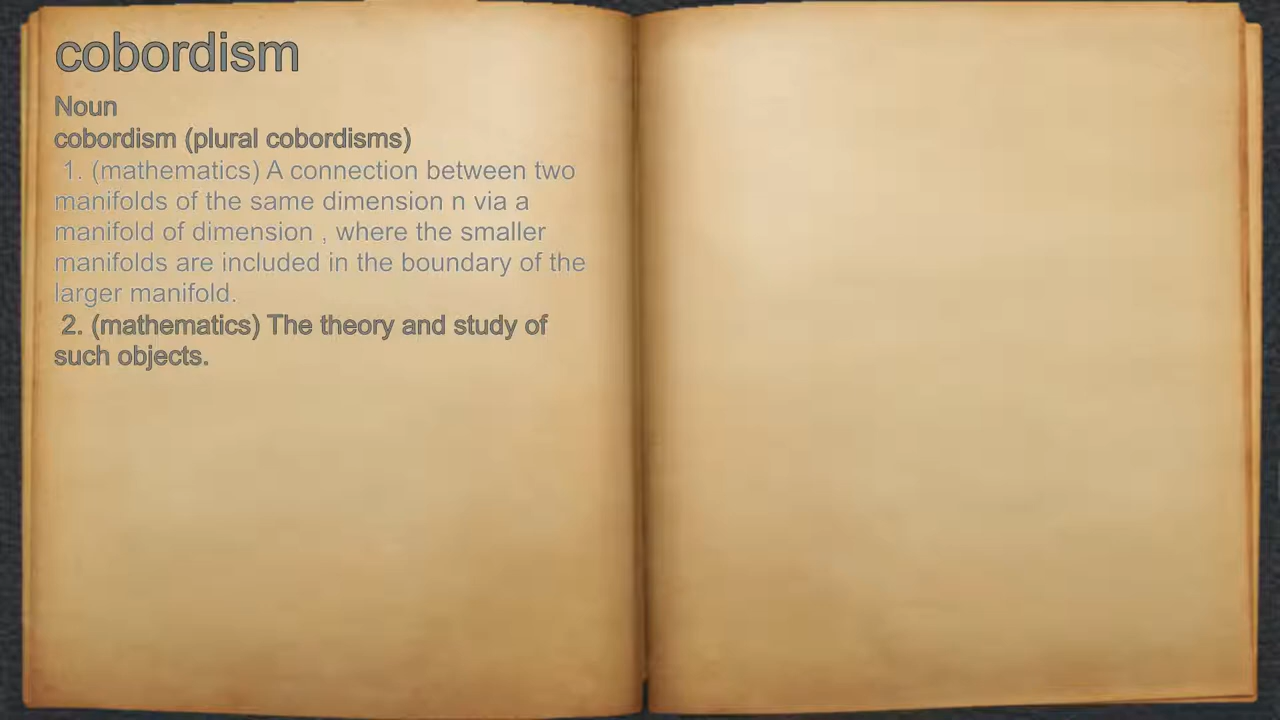 cobordism
Noun
cobordism (plural cobordisms)
1. (mathematics) A connection between two
manifolds of the same dimension n via a
manifold of dimension , where the smaller
manifolds are included in the boundary of the
larger manifold.
2. (mathematics) The theory and study of
such objects.